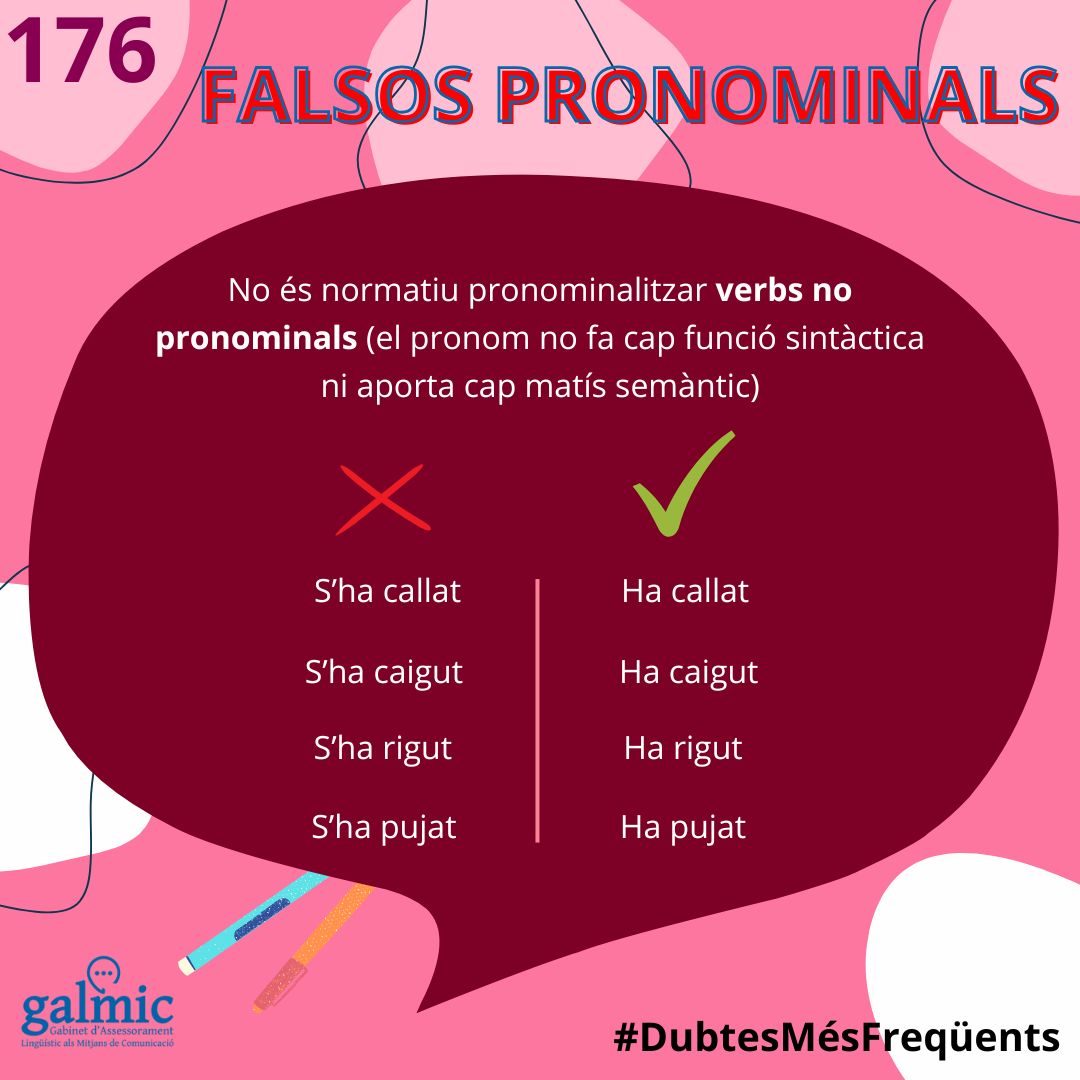 176
FALSOS PRONOMINALS
No és normatiu pronominalitzar verbs no
pronominals (el pronom no fa cap funció sintàctica
ni aporta cap matís semàntic)
S’ha callat
Ha callat
S’ha caigut
Ha caigut
S’ha rigut
Ha rigut
S’ha pujat
Ha pujat
galmic
Gabinet d'Assessorament
Lingüístic als Mitjans de Comunicació
#DubtesMésFreqüents